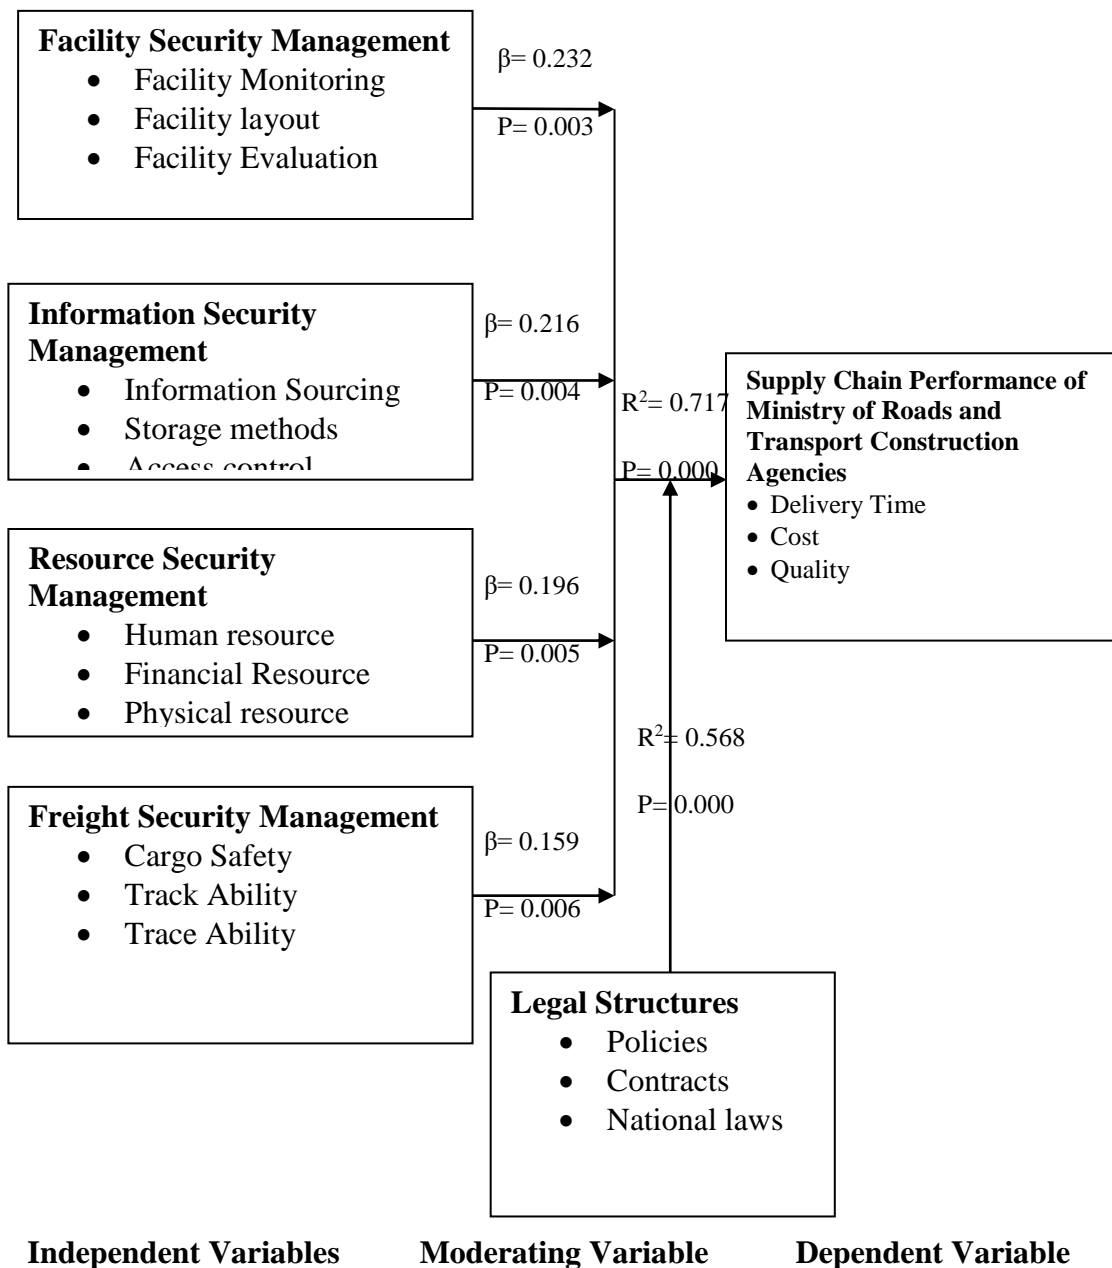 Facility Security Management
• Facility Monitoring
• Facility layout
• Facility Evaluation
β= 0.232
P= 0.003
Information Security
Management
• Information Sourcing
• Storage methods
• Access control
β= 0.216
P= 0.004
R²= 0.717
P= 0.000
Supply Chain Performance of
Ministry of Roads and
Transport Construction
Agencies
• Delivery Time
• Cost
• Quality
Resource Security
Management
• Human resource
• Financial Resource
• Physical resource
β= 0.196
P= 0.005
R²= 0.568
P= 0.000
Freight Security Management
• Cargo Safety
• Track Ability
• Trace Ability
β= 0.159
P= 0.006
Legal Structures
• Policies
• Contracts
• National laws
Independent Variables
Moderating Variable
Dependent Variable